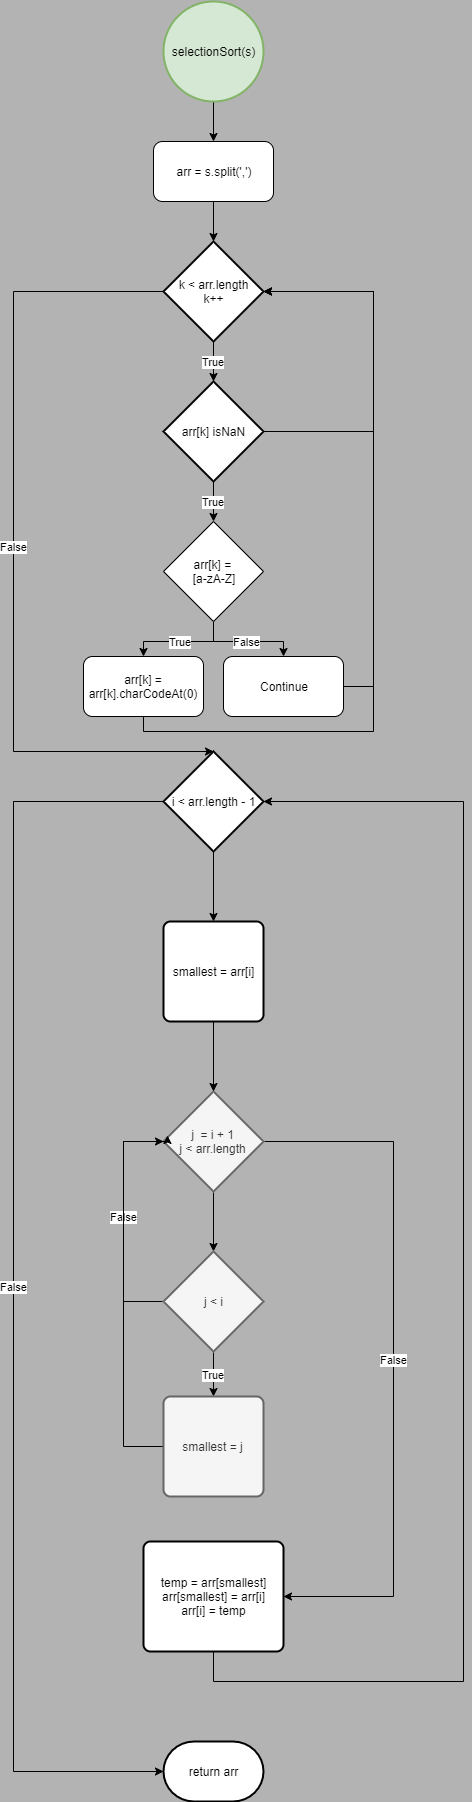 selectionSort(s)
arr = s.split(',')
k < arr.length
k++
True
arr[k] isNaN
True
False
arr[k] =
[a-zA-Z]
True
False
arr[k] =
arr[k].charCodeAt(0)
Continue
i < arr.length - 1
smallest = arr[i]
j  = i + 1
j < arr.length
False
False
j < i
False
True
smallest = j
temp = arr[smallest]
arr[smallest] = arr[i]
arr[i] = temp
return arr